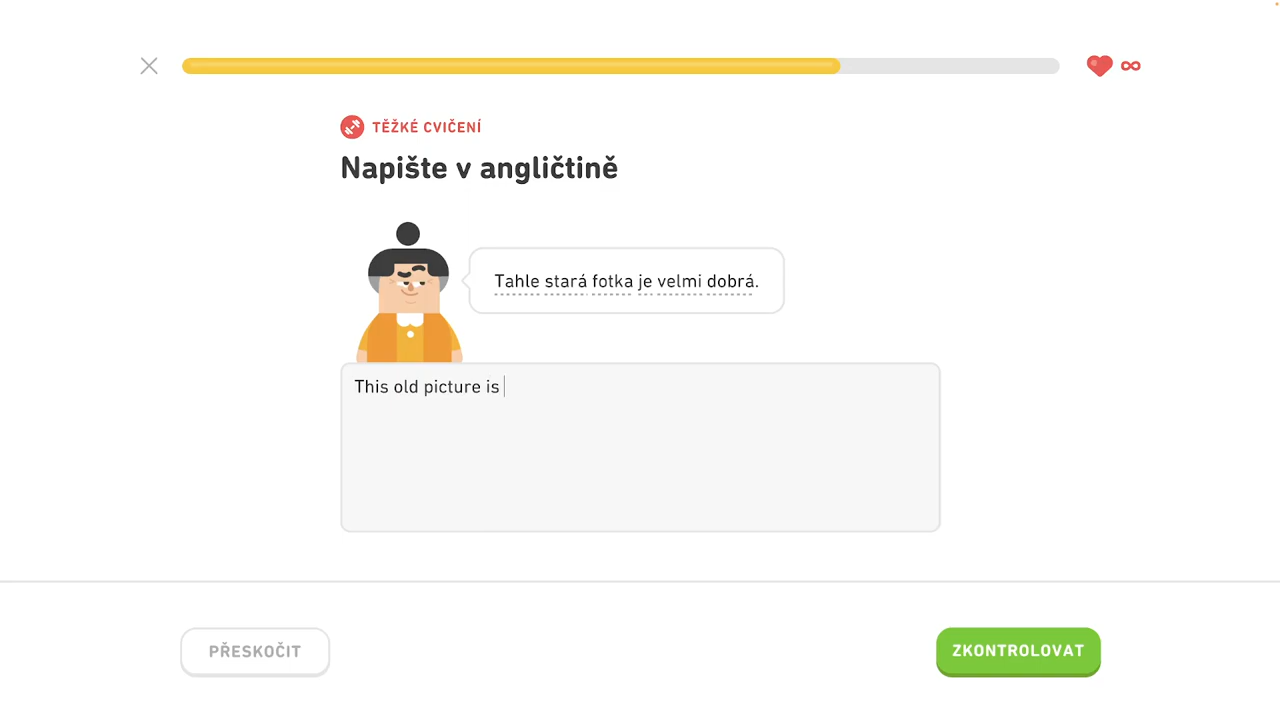 ∞
TĚŽKÉ CVIČENÍ
Napište v angličtině
Tahle stará fotka je velmi dobrá.
This old picture is
PŘESKOČIT
ZKONTROLOVAT